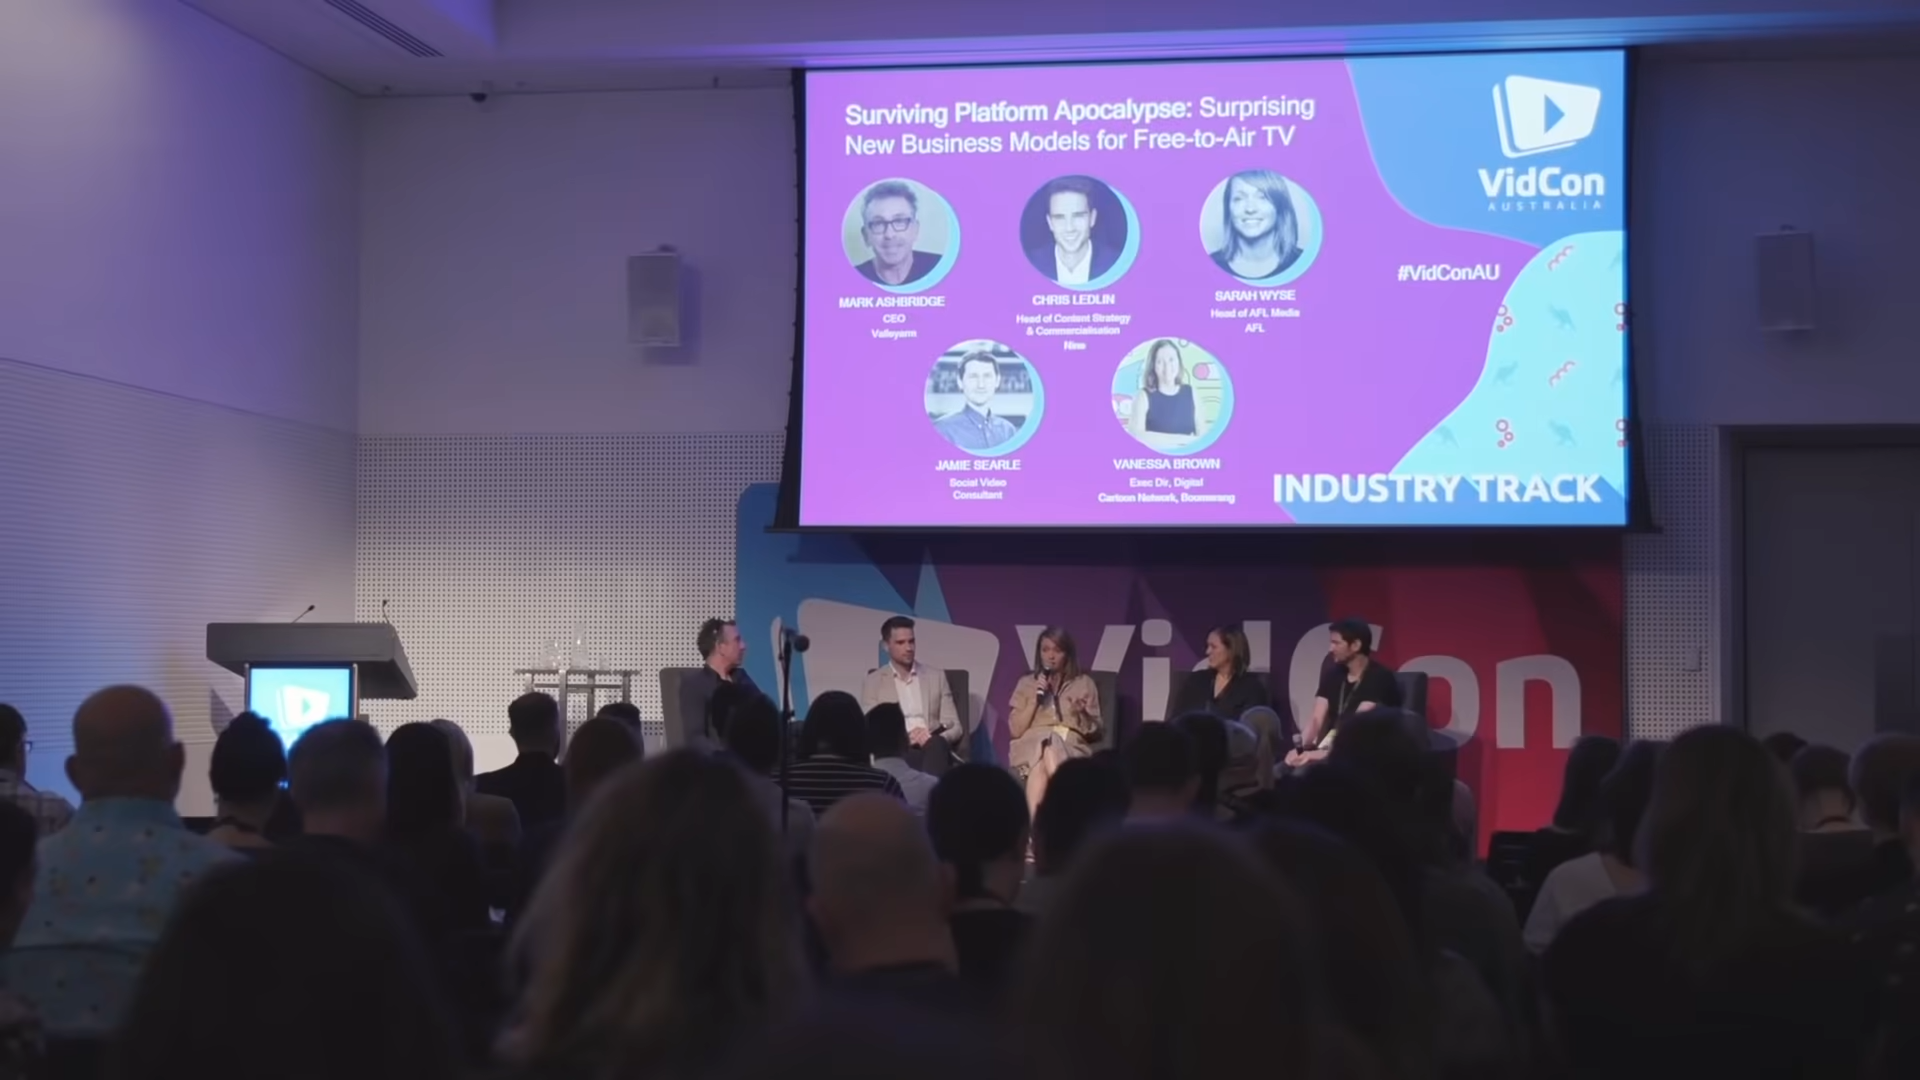 Surviving Platform Apocalypse: Surprising
New Business Models for Free-to-Air TV
VidCon
AUSTRALIA
#VidConAU
MARK ASHBRIDGE
CEO
Valleyarm
CHRIS LEDLIN
Head of Content Strategy
& Commercialisation
Nine
SARAH WYSE
Head of AFL Media
AFL
JAMIE SEARLE
Social Video
Consultant
VANESSA BROWN
Exec Dir, Digital
Cartoon Network, Boomerang
INDUSTRY TRACK
VidCon